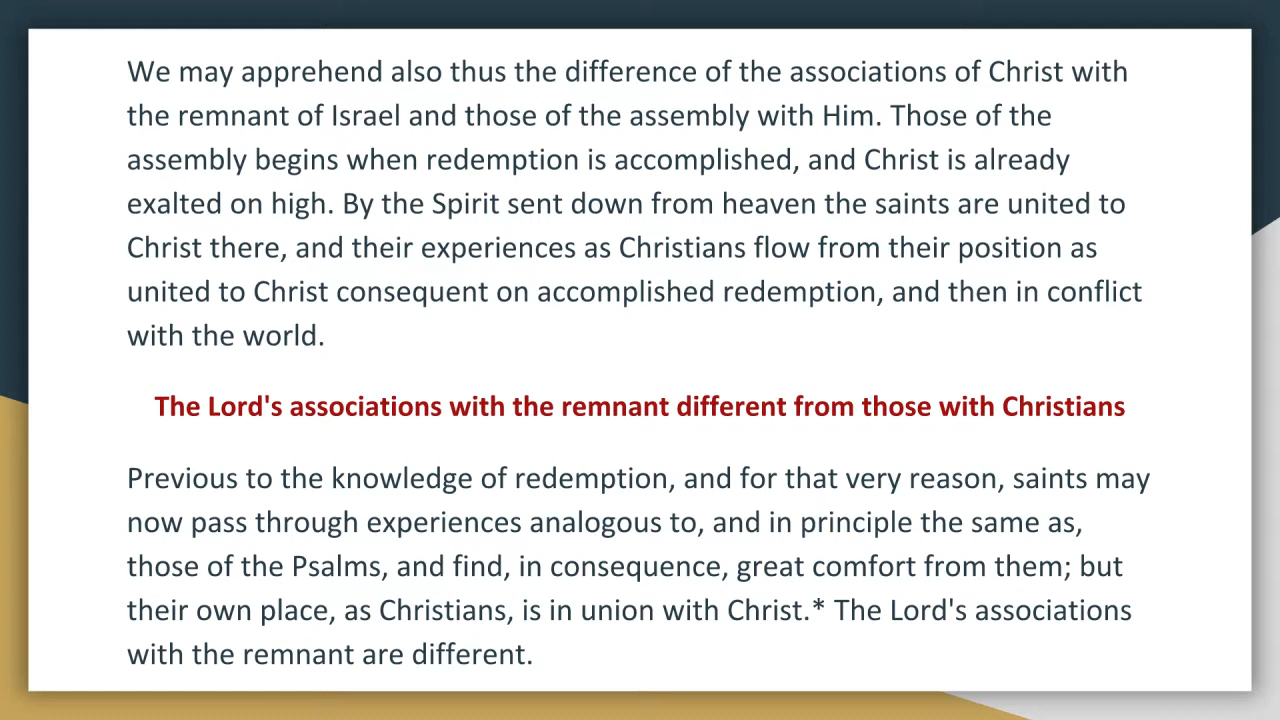 We may apprehend also thus the difference of the associations of Christ with
the remnant of Israel and those of the assembly with Him. Those of the
assembly begins when redemption is accomplished, and Christ is already
exalted on high. By the Spirit sent down from heaven the saints are united to
Christ there, and their experiences as Christians flow from their position as
united to Christ consequent on accomplished redemption, and then in conflict
with the world.
The Lord's associations with the remnant different from those with Christians
Previous to the knowledge of redemption, and for that very reason, saints may
now pass through experiences analogous to, and in principle the same as,
those of the Psalms, and find, in consequence, great comfort from them; but
their own place, as Christians, is in union with Christ.* The Lord's associations
with the remnant are different.